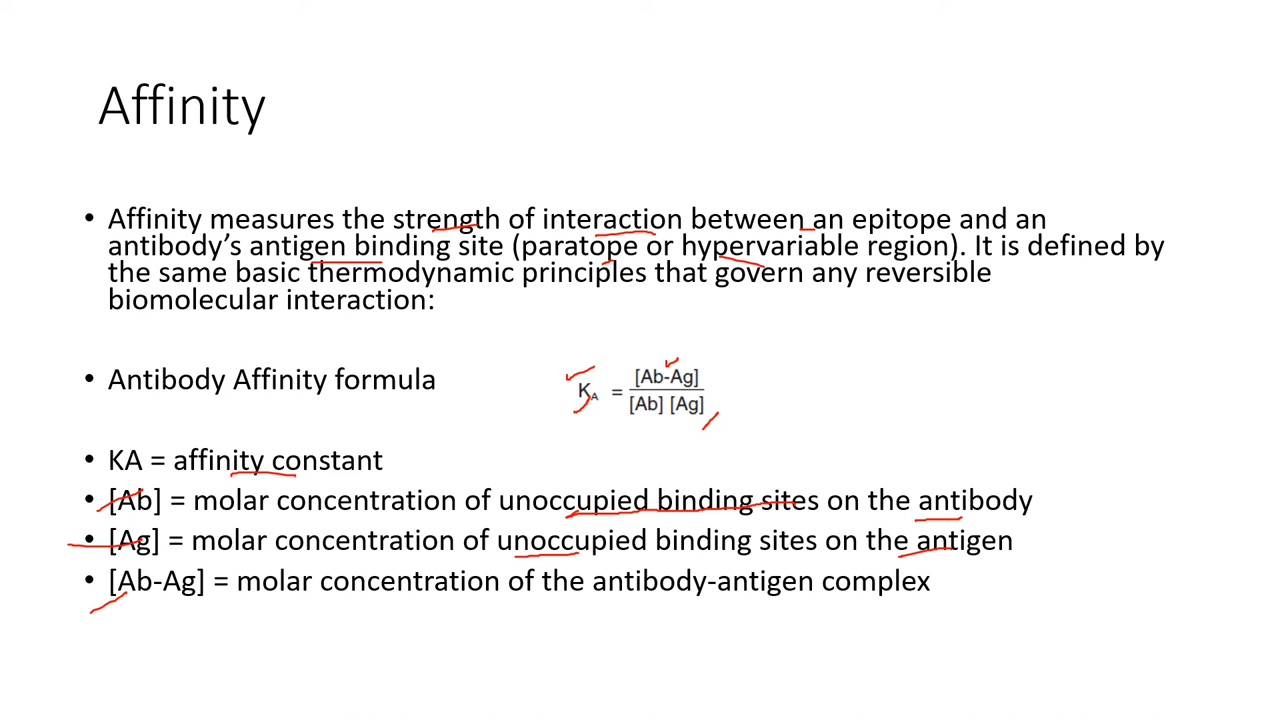 Affinity
• Affinity measures the strength of interaction between an epitope and an
antibody’s antigen binding site (paratope or hypervariable region). It is defined by
the same basic thermodynamic principles that govern any reversible
biomolecular interaction:
• Antibody Affinity formula
K_A = [Ab-Ag] / [Ab] [Ag]
• KA = affinity constant
• [Ab] = molar concentration of unoccupied binding sites on the antibody
• [Ag] = molar concentration of unoccupied binding sites on the antigen
• [Ab-Ag] = molar concentration of the antibody-antigen complex